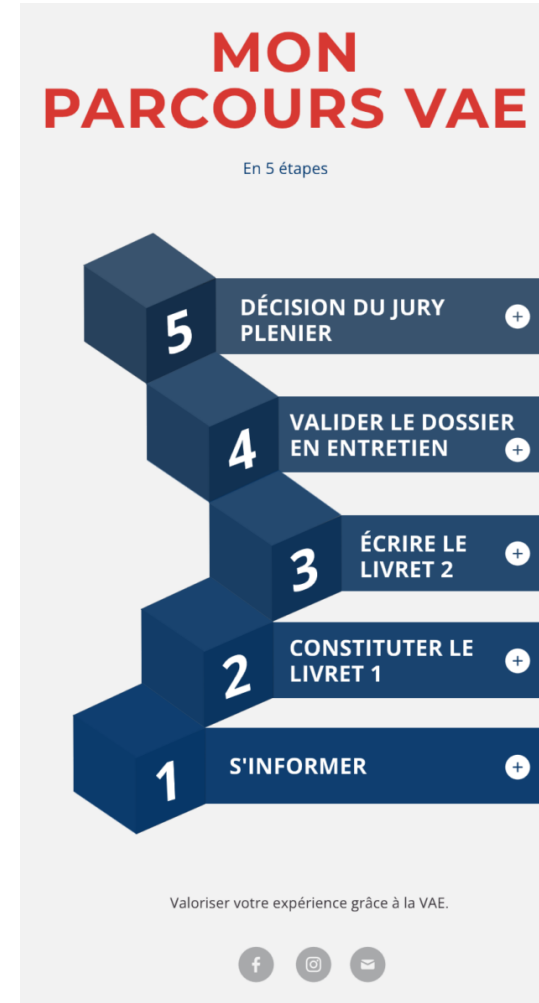 MON
PARCOURS VAE
En 5 étapes
5
DÉCISION DU JURY
PLENIER
4
VALIDER LE DOSSIER
EN ENTRETIEN
3
ÉCRIRE LE
LIVRET 2
2
CONSTITUTER LE
LIVRET 1
1
S'INFORMER
Valoriser votre expérience grâce à la VAE.